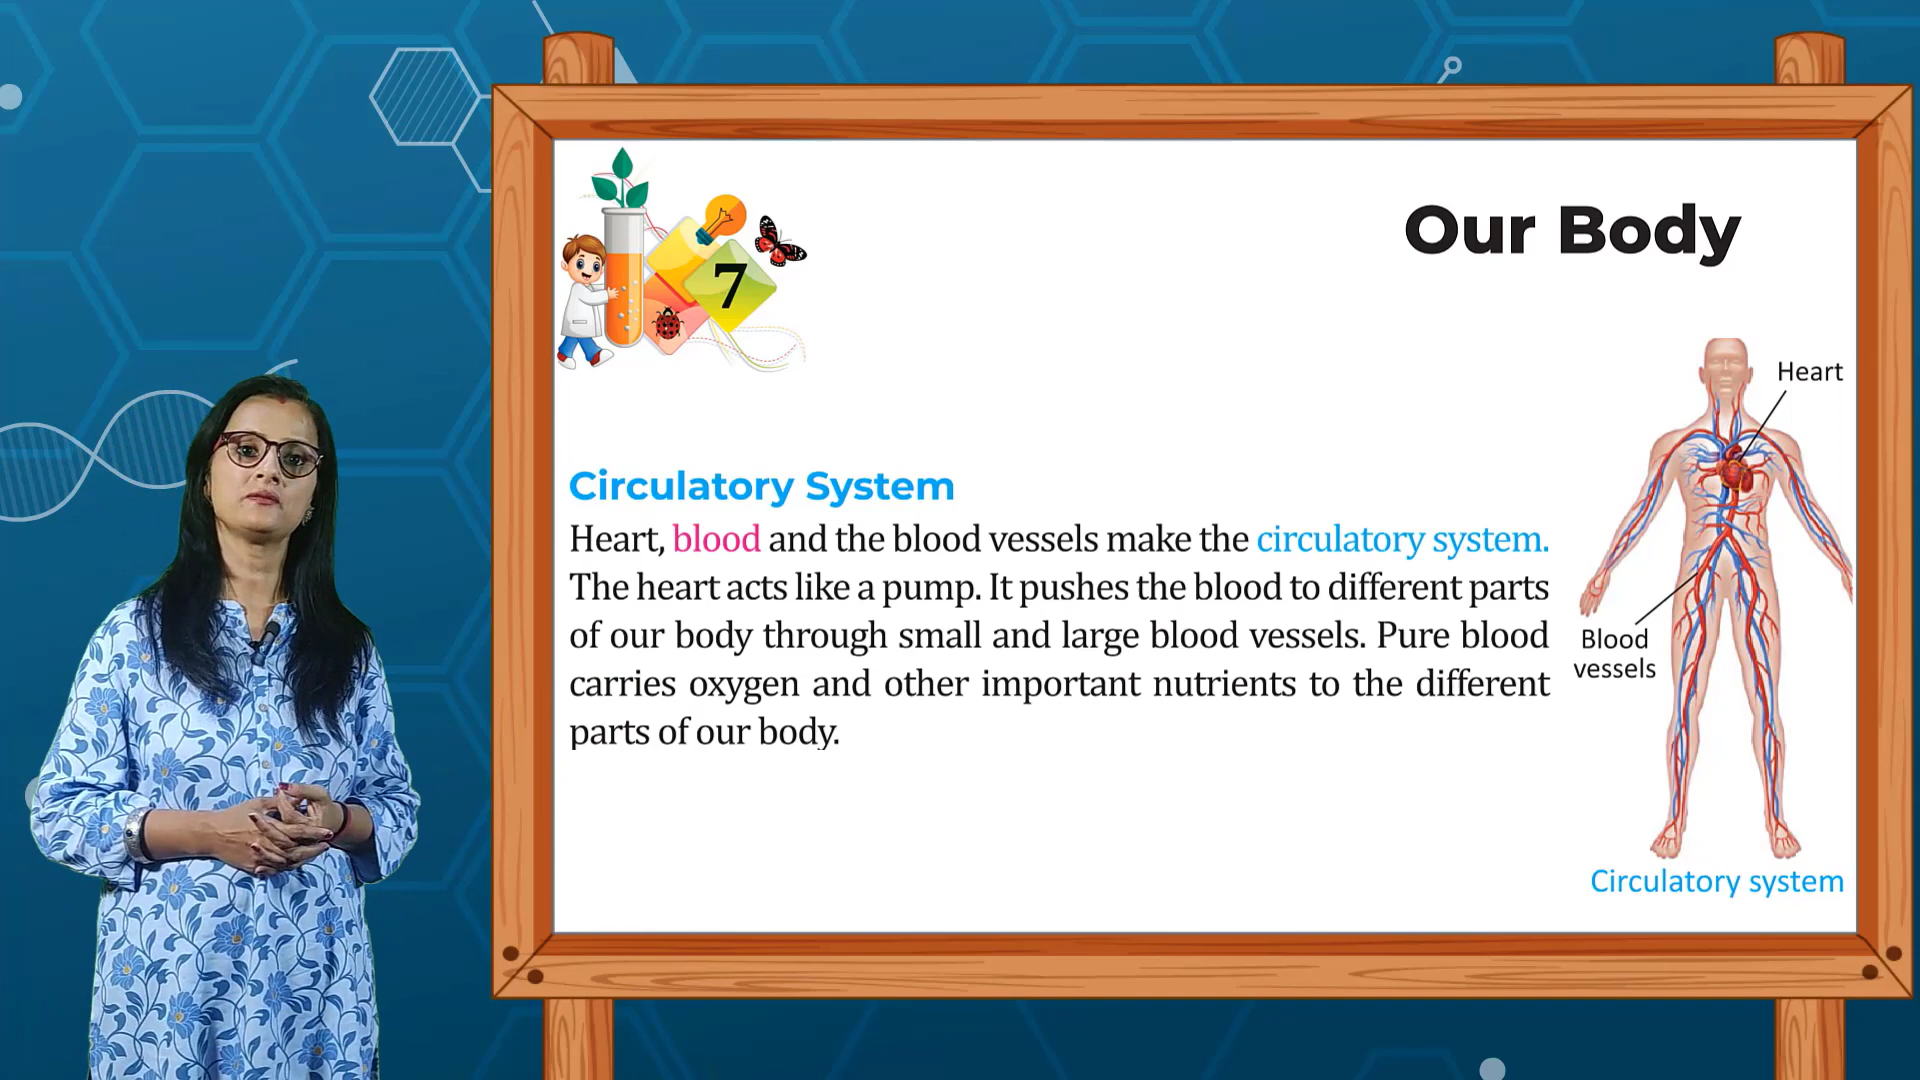 7
Our Body
Heart
Circulatory System
Heart, blood and the blood vessels make the circulatory system.
The heart acts like a pump. It pushes the blood to different parts
of our body through small and large blood vessels. Pure blood
carries oxygen and other important nutrients to the different
parts of our body.
Blood
vessels
Circulatory system